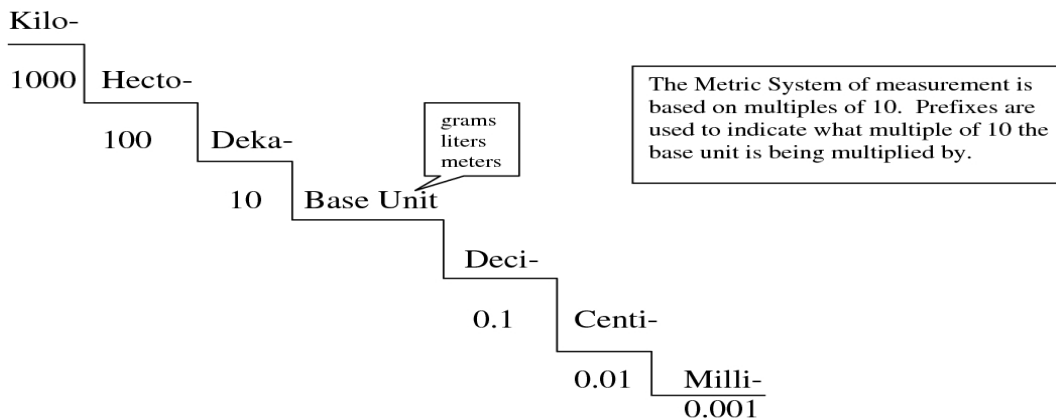 Kilo-
1000
Hecto-
100
Deka-
10
Base Unit
grams
liters
meters
Deci-
0.1
Centi-
0.01
Milli-
0.001
The Metric System of measurement is
based on multiples of 10.  Prefixes are
used to indicate what multiple of 10 the
base unit is being multiplied by.